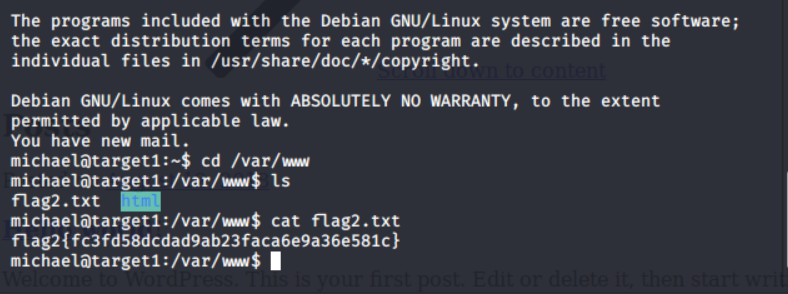 The programs included with the Debian GNU/Linux system are free software;
the exact distribution terms for each program are described in the
individual files in /usr/share/doc/*/copyright.
Scroll down to content
Debian GNU/Linux comes with ABSOLUTELY NO WARRANTY, to the extent
permitted by applicable law.
You have new mail.
michael@target1:~$ cd /var/www
michael@target1:/var/www$ ls
flag2.txt html
michael@target1:/var/www$ cat flag2.txt
flag2{fc3fd58dcdad9ab23faca6e9a36e581c}
michael@target1:/var/www$
Welcome to WordPress. This is your first post. Edit or delete it, then start writ